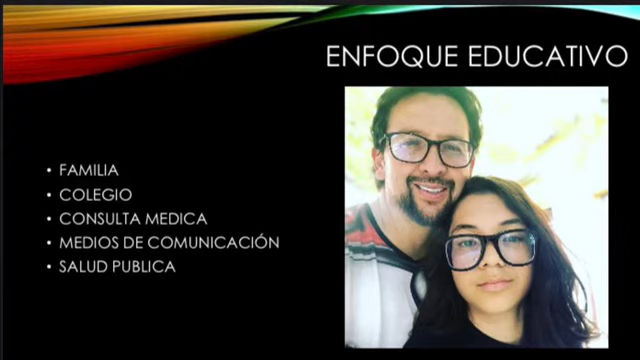 ENFOQUE EDUCATIVO
• FAMILIA
• COLEGIO
• CONSULTA MEDICA
• MEDIOS DE COMUNICACIÓN
• SALUD PUBLICA